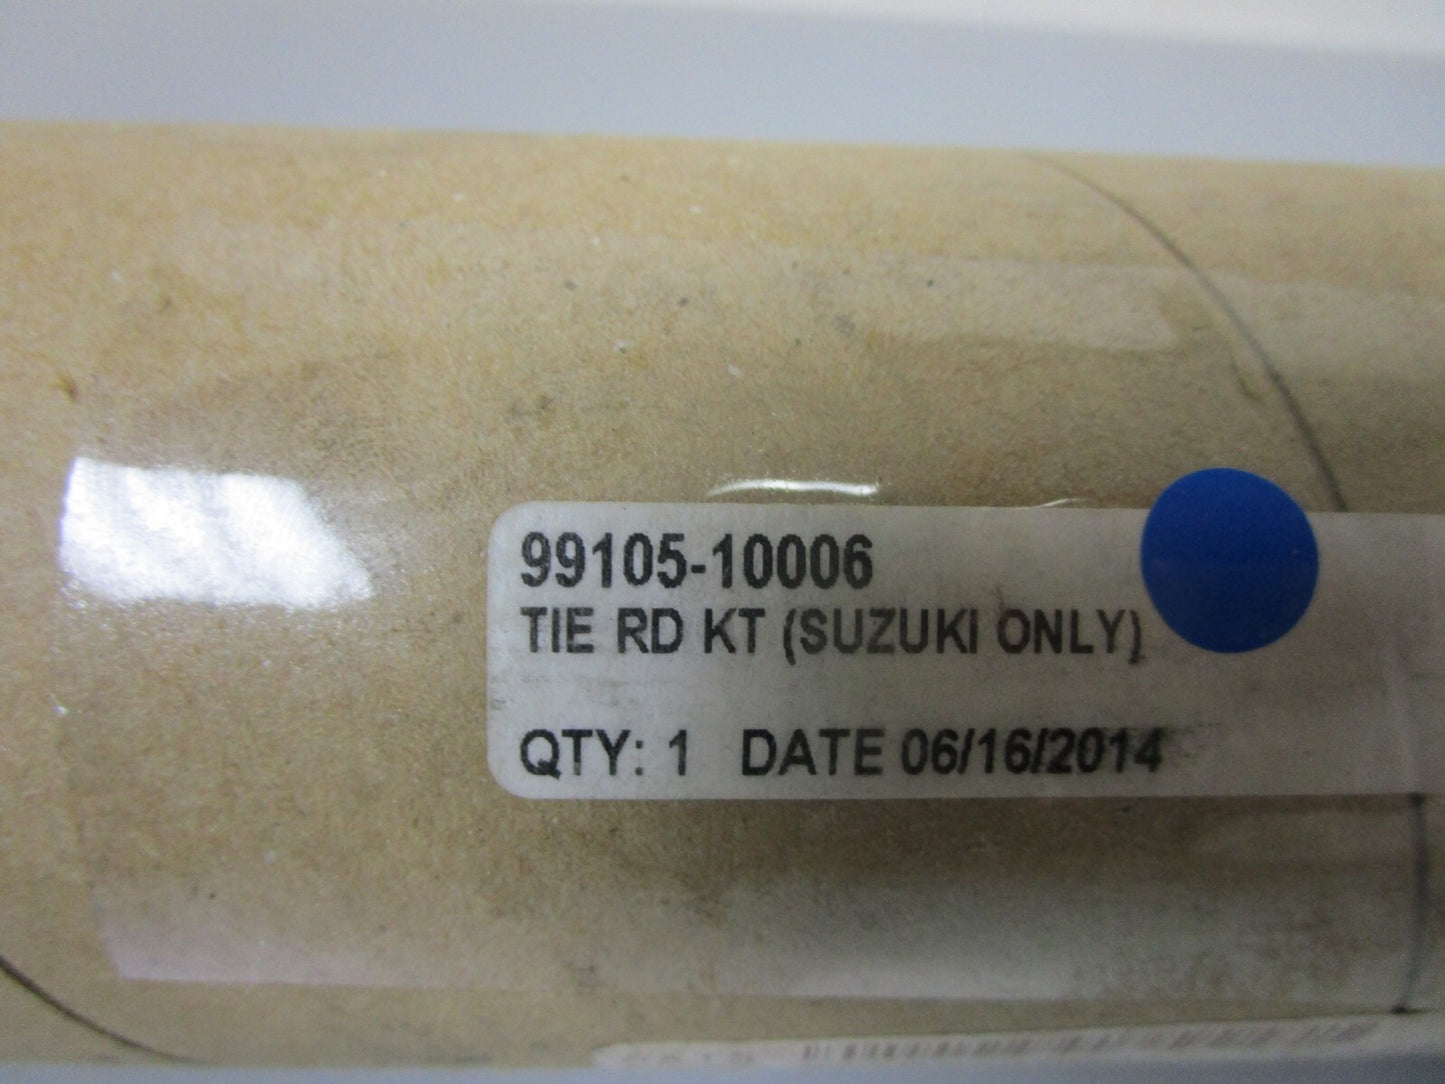 99105-10006
TIE RD KT (SUZUKI ONLY)
QTY: 1 DATE 06/16/2014